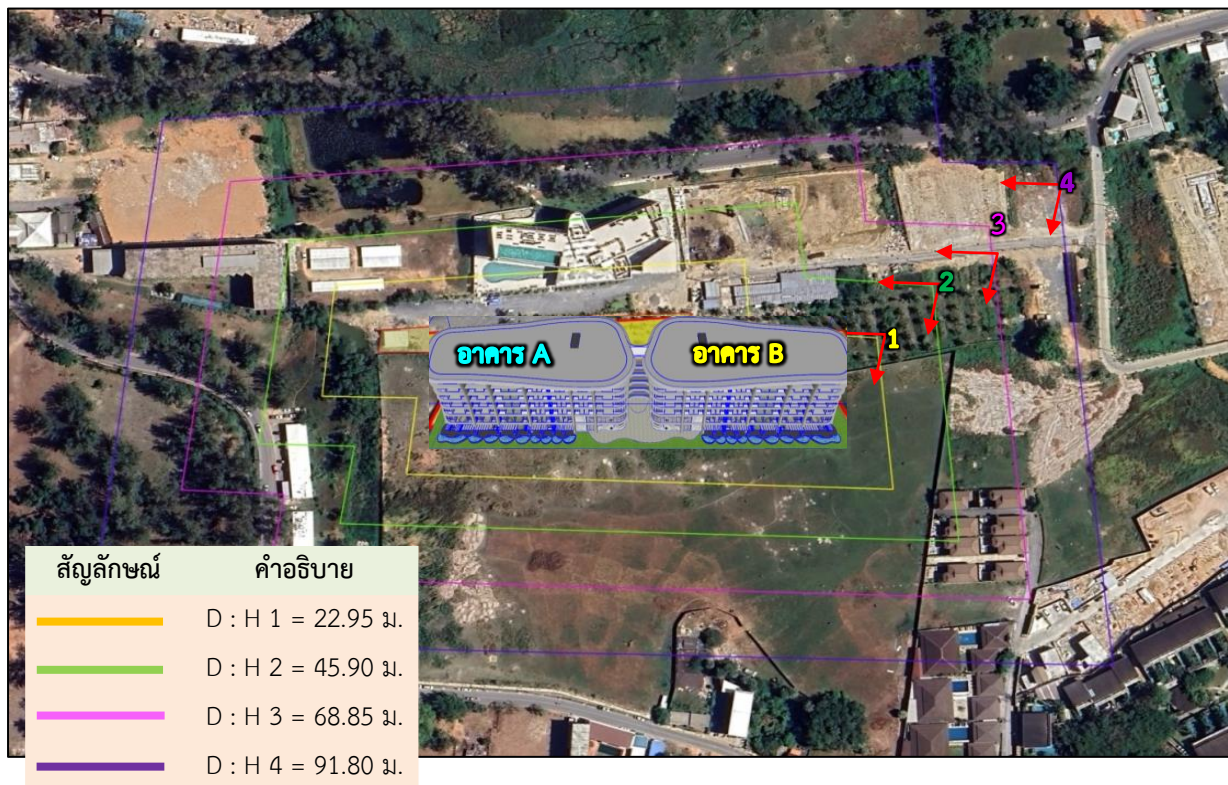 4
3
2
1
อาคาร A อาคาร B
สัญลักษณ์ คำอธิบาย
D : H 1 = 22.95 ม.
D : H 2 = 45.90 ม.
D : H 3 = 68.85 ม.
D : H 4 = 91.80 ม.